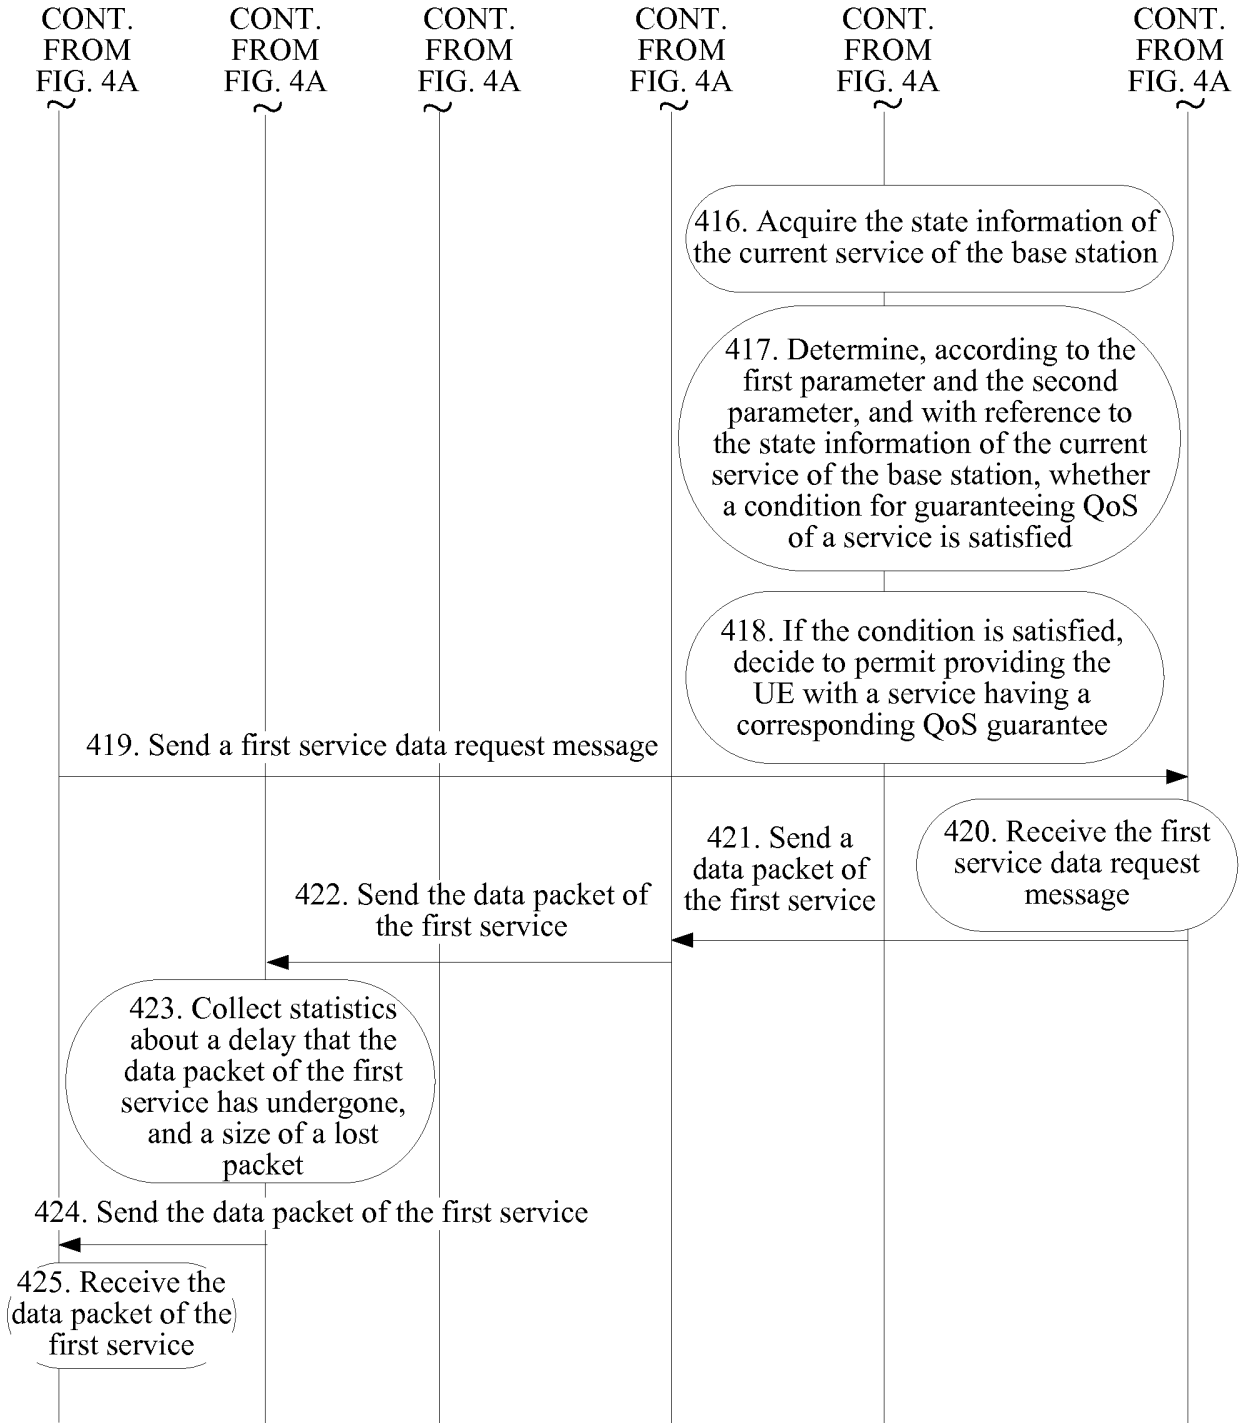 CONT.
FROM
FIG. 4A
CONT.
FROM
FIG. 4A
CONT.
FROM
FIG. 4A
CONT.
FROM
FIG. 4A
CONT.
FROM
FIG. 4A
CONT.
FROM
FIG. 4A
416. Acquire the state information of
the current service of the base station
417. Determine, according to the
first parameter and the second
parameter, and with reference to
the state information of the current
service of the base station, whether
a condition for guaranteeing QoS
of a service is satisfied
418. If the condition is satisfied,
decide to permit providing the
UE with a service having a
corresponding QoS guarantee
419. Send a first service data request message
420. Receive the first
service data request
message
421. Send a
data packet of
the first service
422. Send the data packet of
the first service
423. Collect statistics
about a delay that the
data packet of the first
service has undergone,
and a size of a lost
packet
424. Send the data packet of the first service
425. Receive the
data packet of the
first service